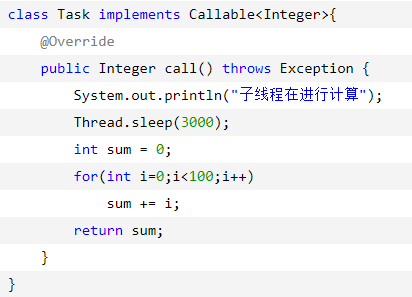 class Task implements Callable<Integer>{
    @Override
    public Integer call() throws Exception {
        System.out.println("子线程在进行计算");
        Thread.sleep(3000);
        int sum = 0;
        for(int i=0;i<100;i++)
            sum += i;
        return sum;
    }
}